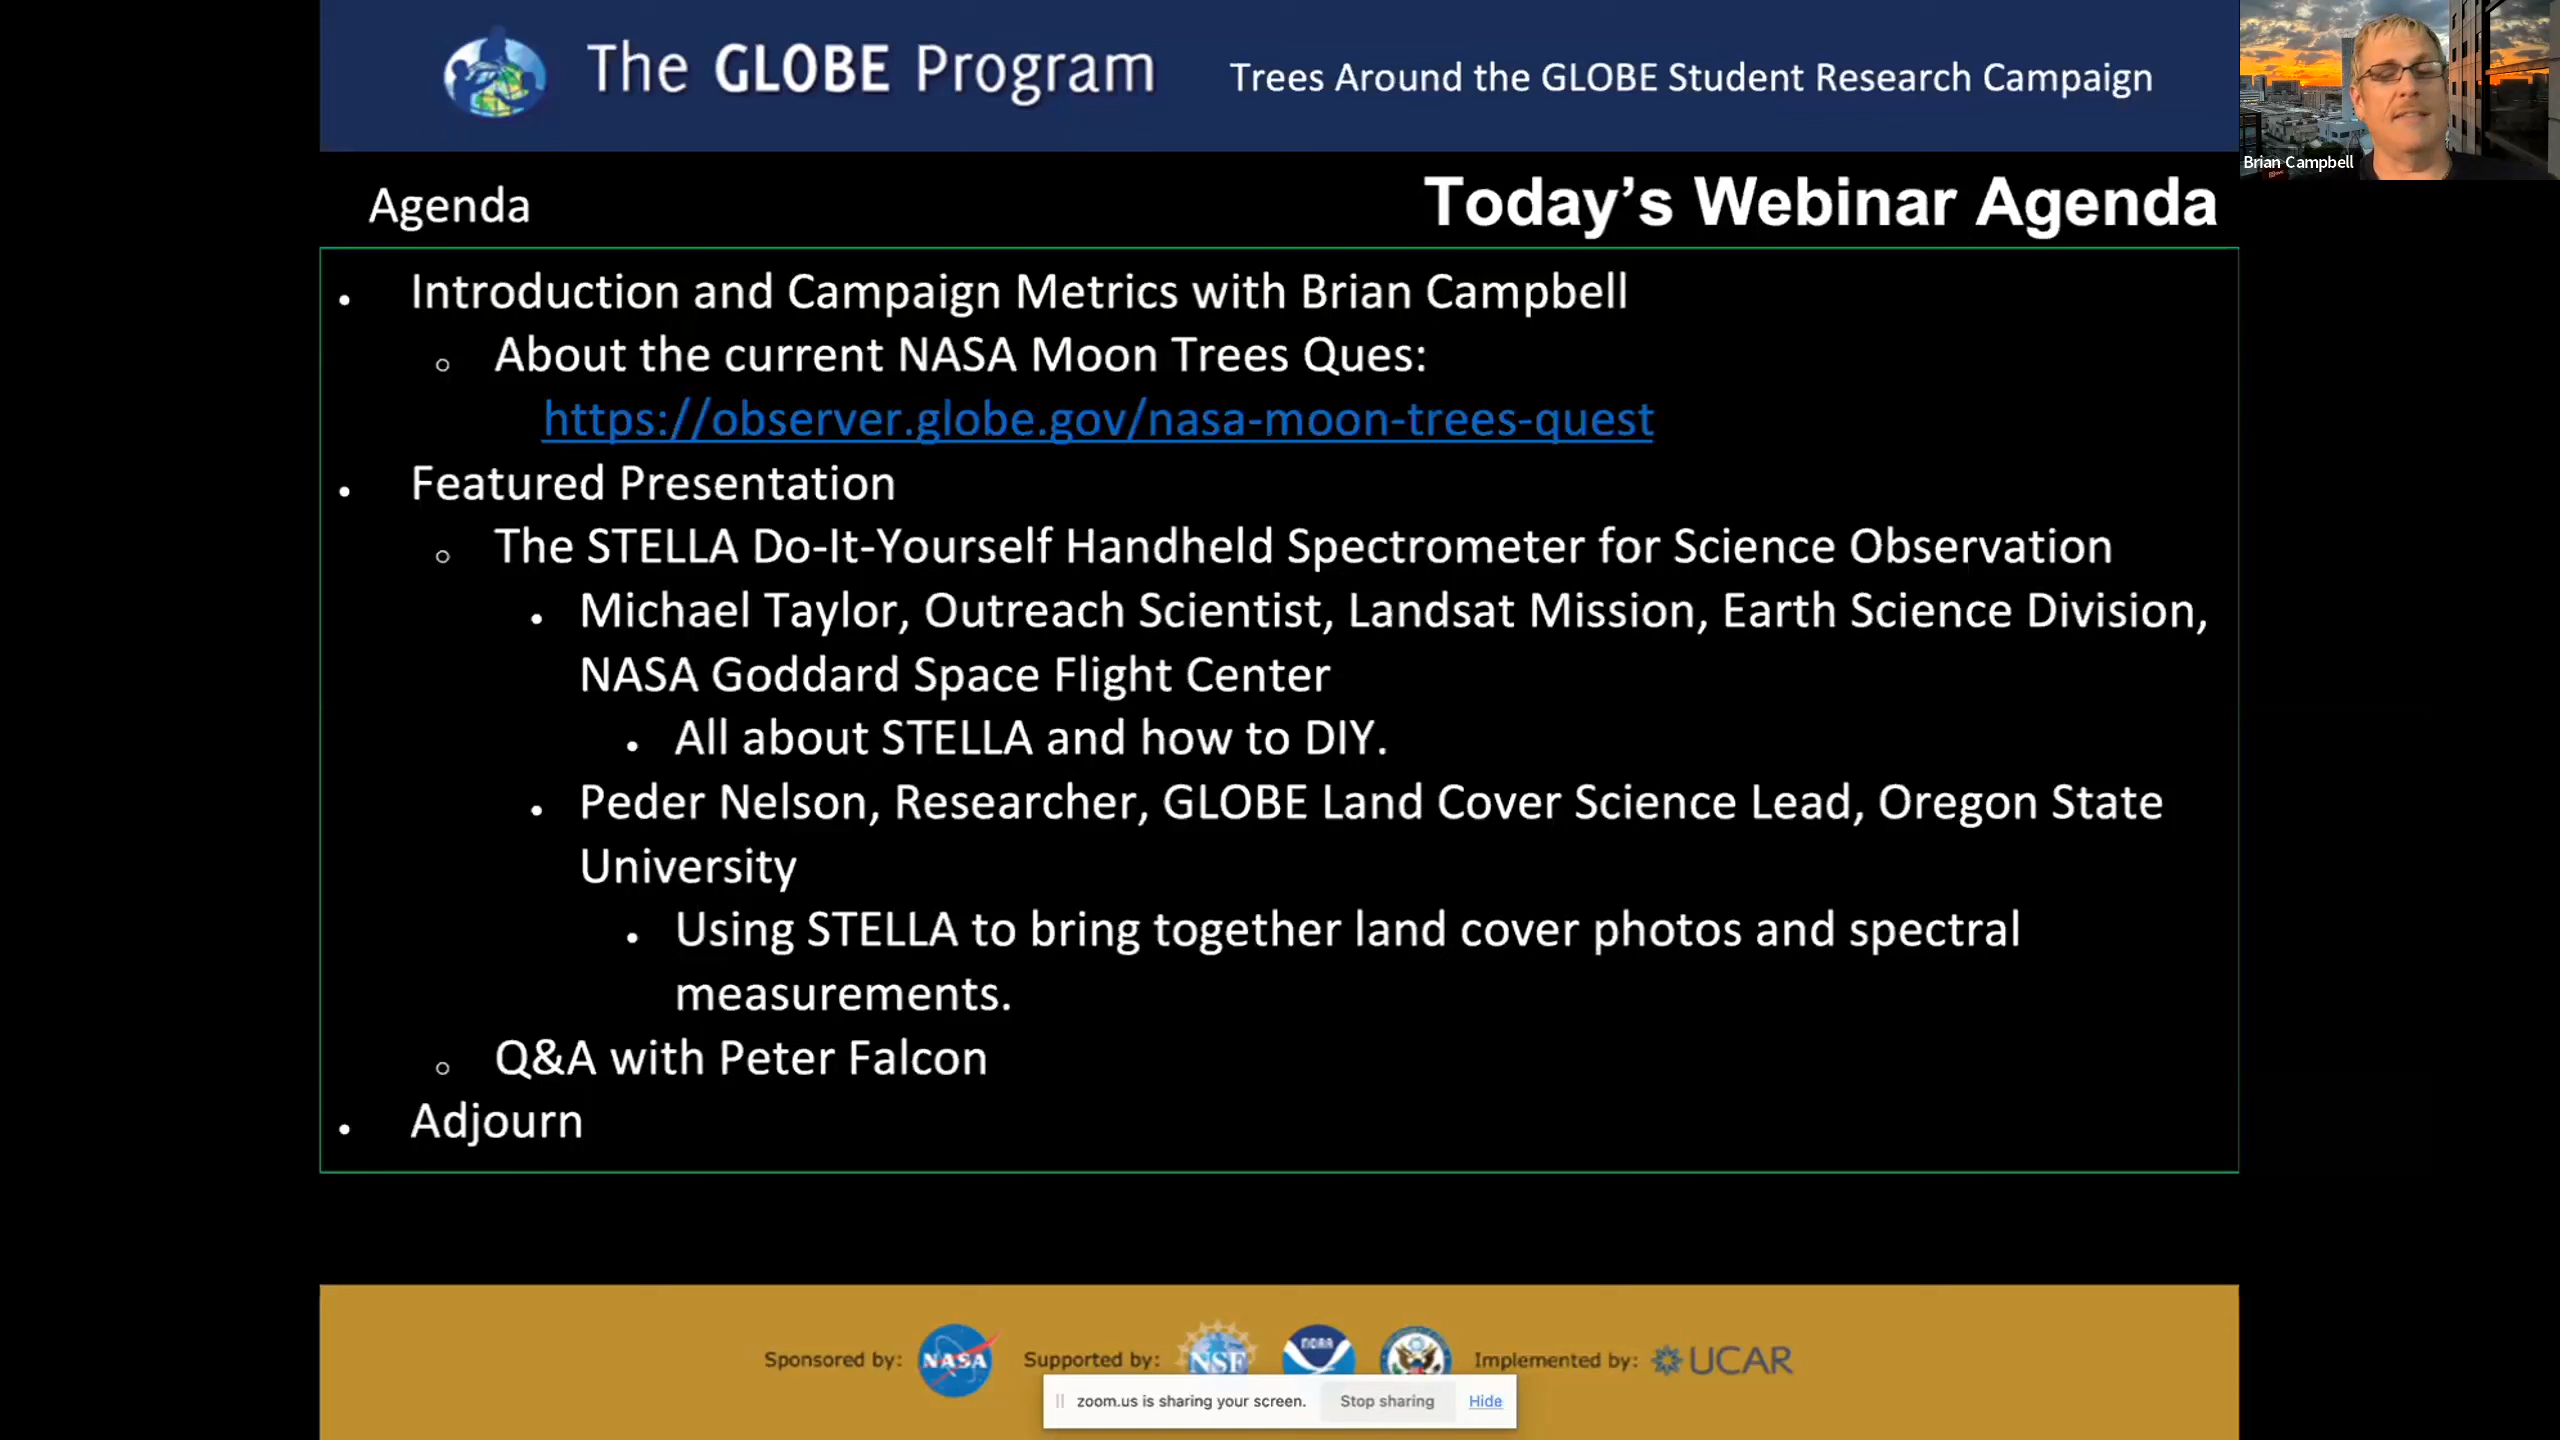 The GLOBE Program
Trees Around the GLOBE Student Research Campaign
Brian Campbell
Agenda
Today’s Webinar Agenda
• Introduction and Campaign Metrics with Brian Campbell
○ About the current NASA Moon Trees Ques:
https://observer.globe.gov/nasa-moon-trees-quest
• Featured Presentation
○ The STELLA Do-It-Yourself Handheld Spectrometer for Science Observation
• Michael Taylor, Outreach Scientist, Landsat Mission, Earth Science Division,
NASA Goddard Space Flight Center
• All about STELLA and how to DIY.
• Peder Nelson, Researcher, GLOBE Land Cover Science Lead, Oregon State
University
• Using STELLA to bring together land cover photos and spectral
measurements.
○ Q&A with Peter Falcon
• Adjourn
Sponsored by: NASA Supported by: NSF NOAA Implemented by: UCAR
zoom.us is sharing your screen. Stop sharing Hide